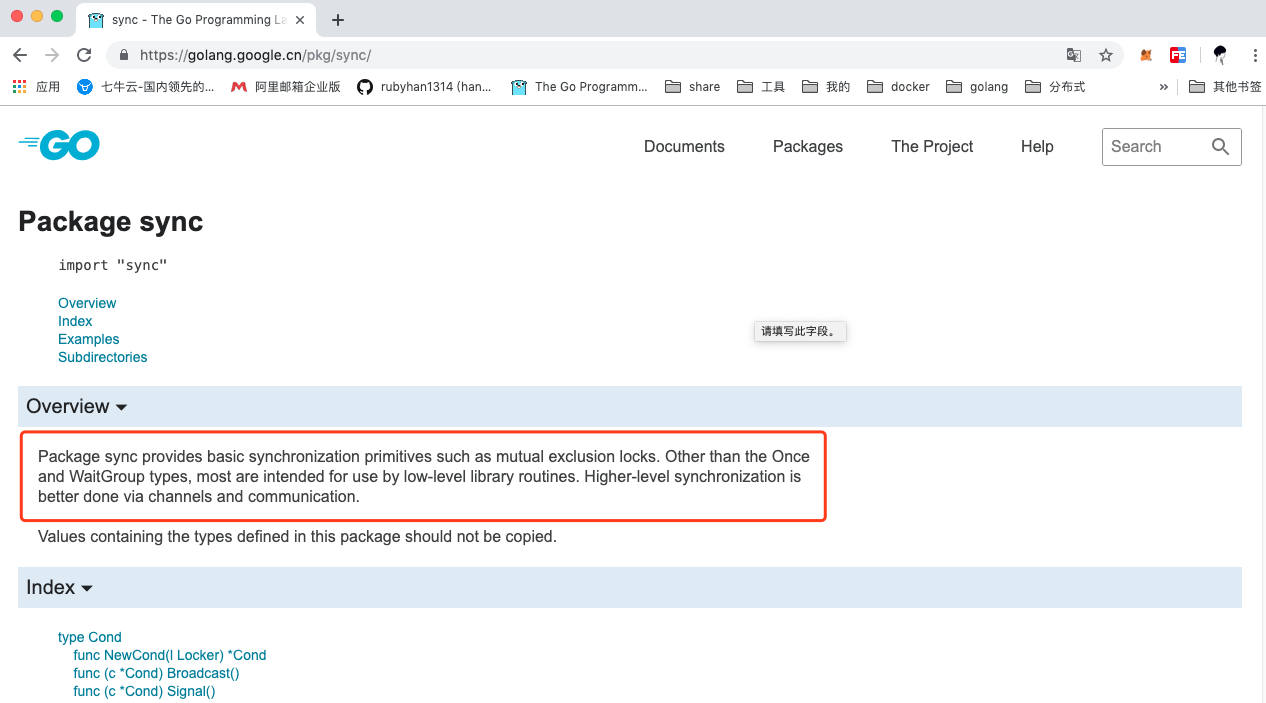 sync - The Go Programming La
https://golang.google.cn/pkg/sync/
应用
七牛云-国内领先的...
阿里邮箱企业版
rubyhan1314 (han...
The Go Programm...
share
工具
我的
docker
golang
分布式
»
其他书签
GO
Documents
Packages
The Project
Help
Search
Package sync
import "sync"
Overview
Index
Examples
Subdirectories
请填写此字段。
Overview
Package sync provides basic synchronization primitives such as mutual exclusion locks. Other than the Once
and WaitGroup types, most are intended for use by low-level library routines. Higher-level synchronization is
better done via channels and communication.
Values containing the types defined in this package should not be copied.
Index
type Cond
func NewCond(l Locker) *Cond
func (c *Cond) Broadcast()
func (c *Cond) Signal()